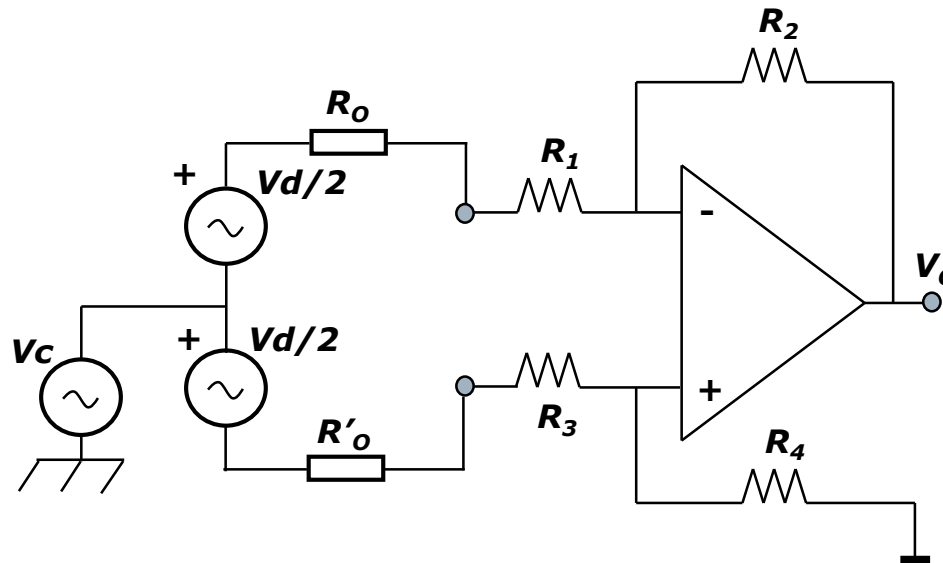 R₂
Rₒ
R₁
+
Vd/2
-
+
Vd/2
Vc
+
R₃
R'ₒ
R₄